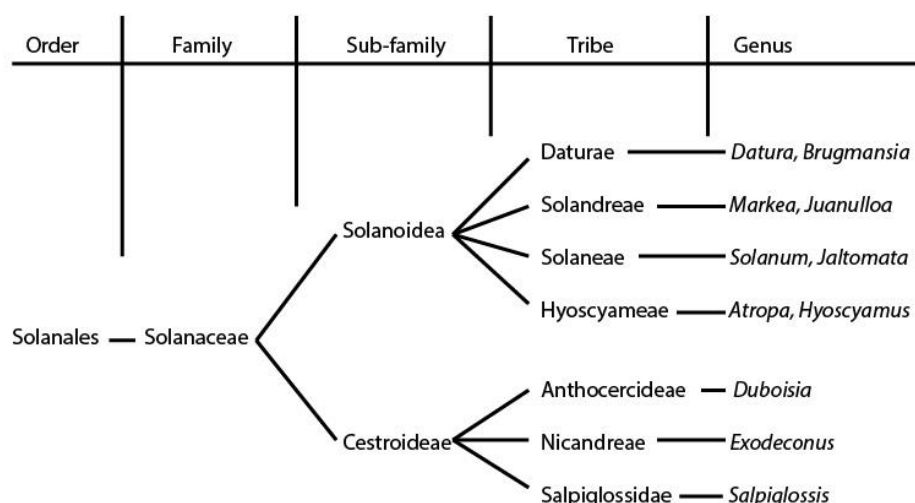 Order Family Sub-family Tribe Genus
Daturae Datura, Brugmansia
Solandreae Markea, Juanulloa
Solanoidea
Solaneae Solanum, Jaltomata
Hyoscyameae Atropa, Hyoscyamus
Solanales Solanaceae
Anthocercideae Duboisia
Cestroideae
Nicandreae Exodeconus
Salpiglossidae Salpiglossis